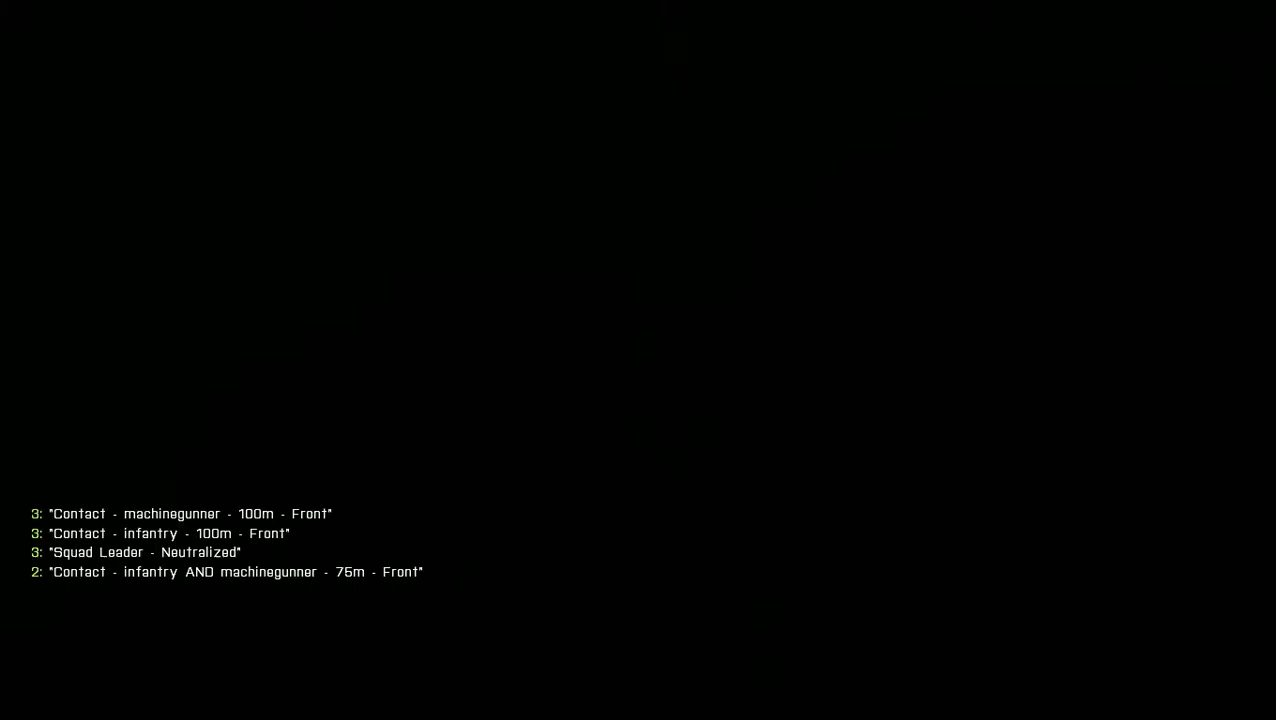 3: "Contact - machinegunner - 100m - Front"
3: "Contact - infantry - 100m - Front"
3: "Squad Leader - Neutralized"
2: "Contact - infantry AND machinegunner - 75m - Front"